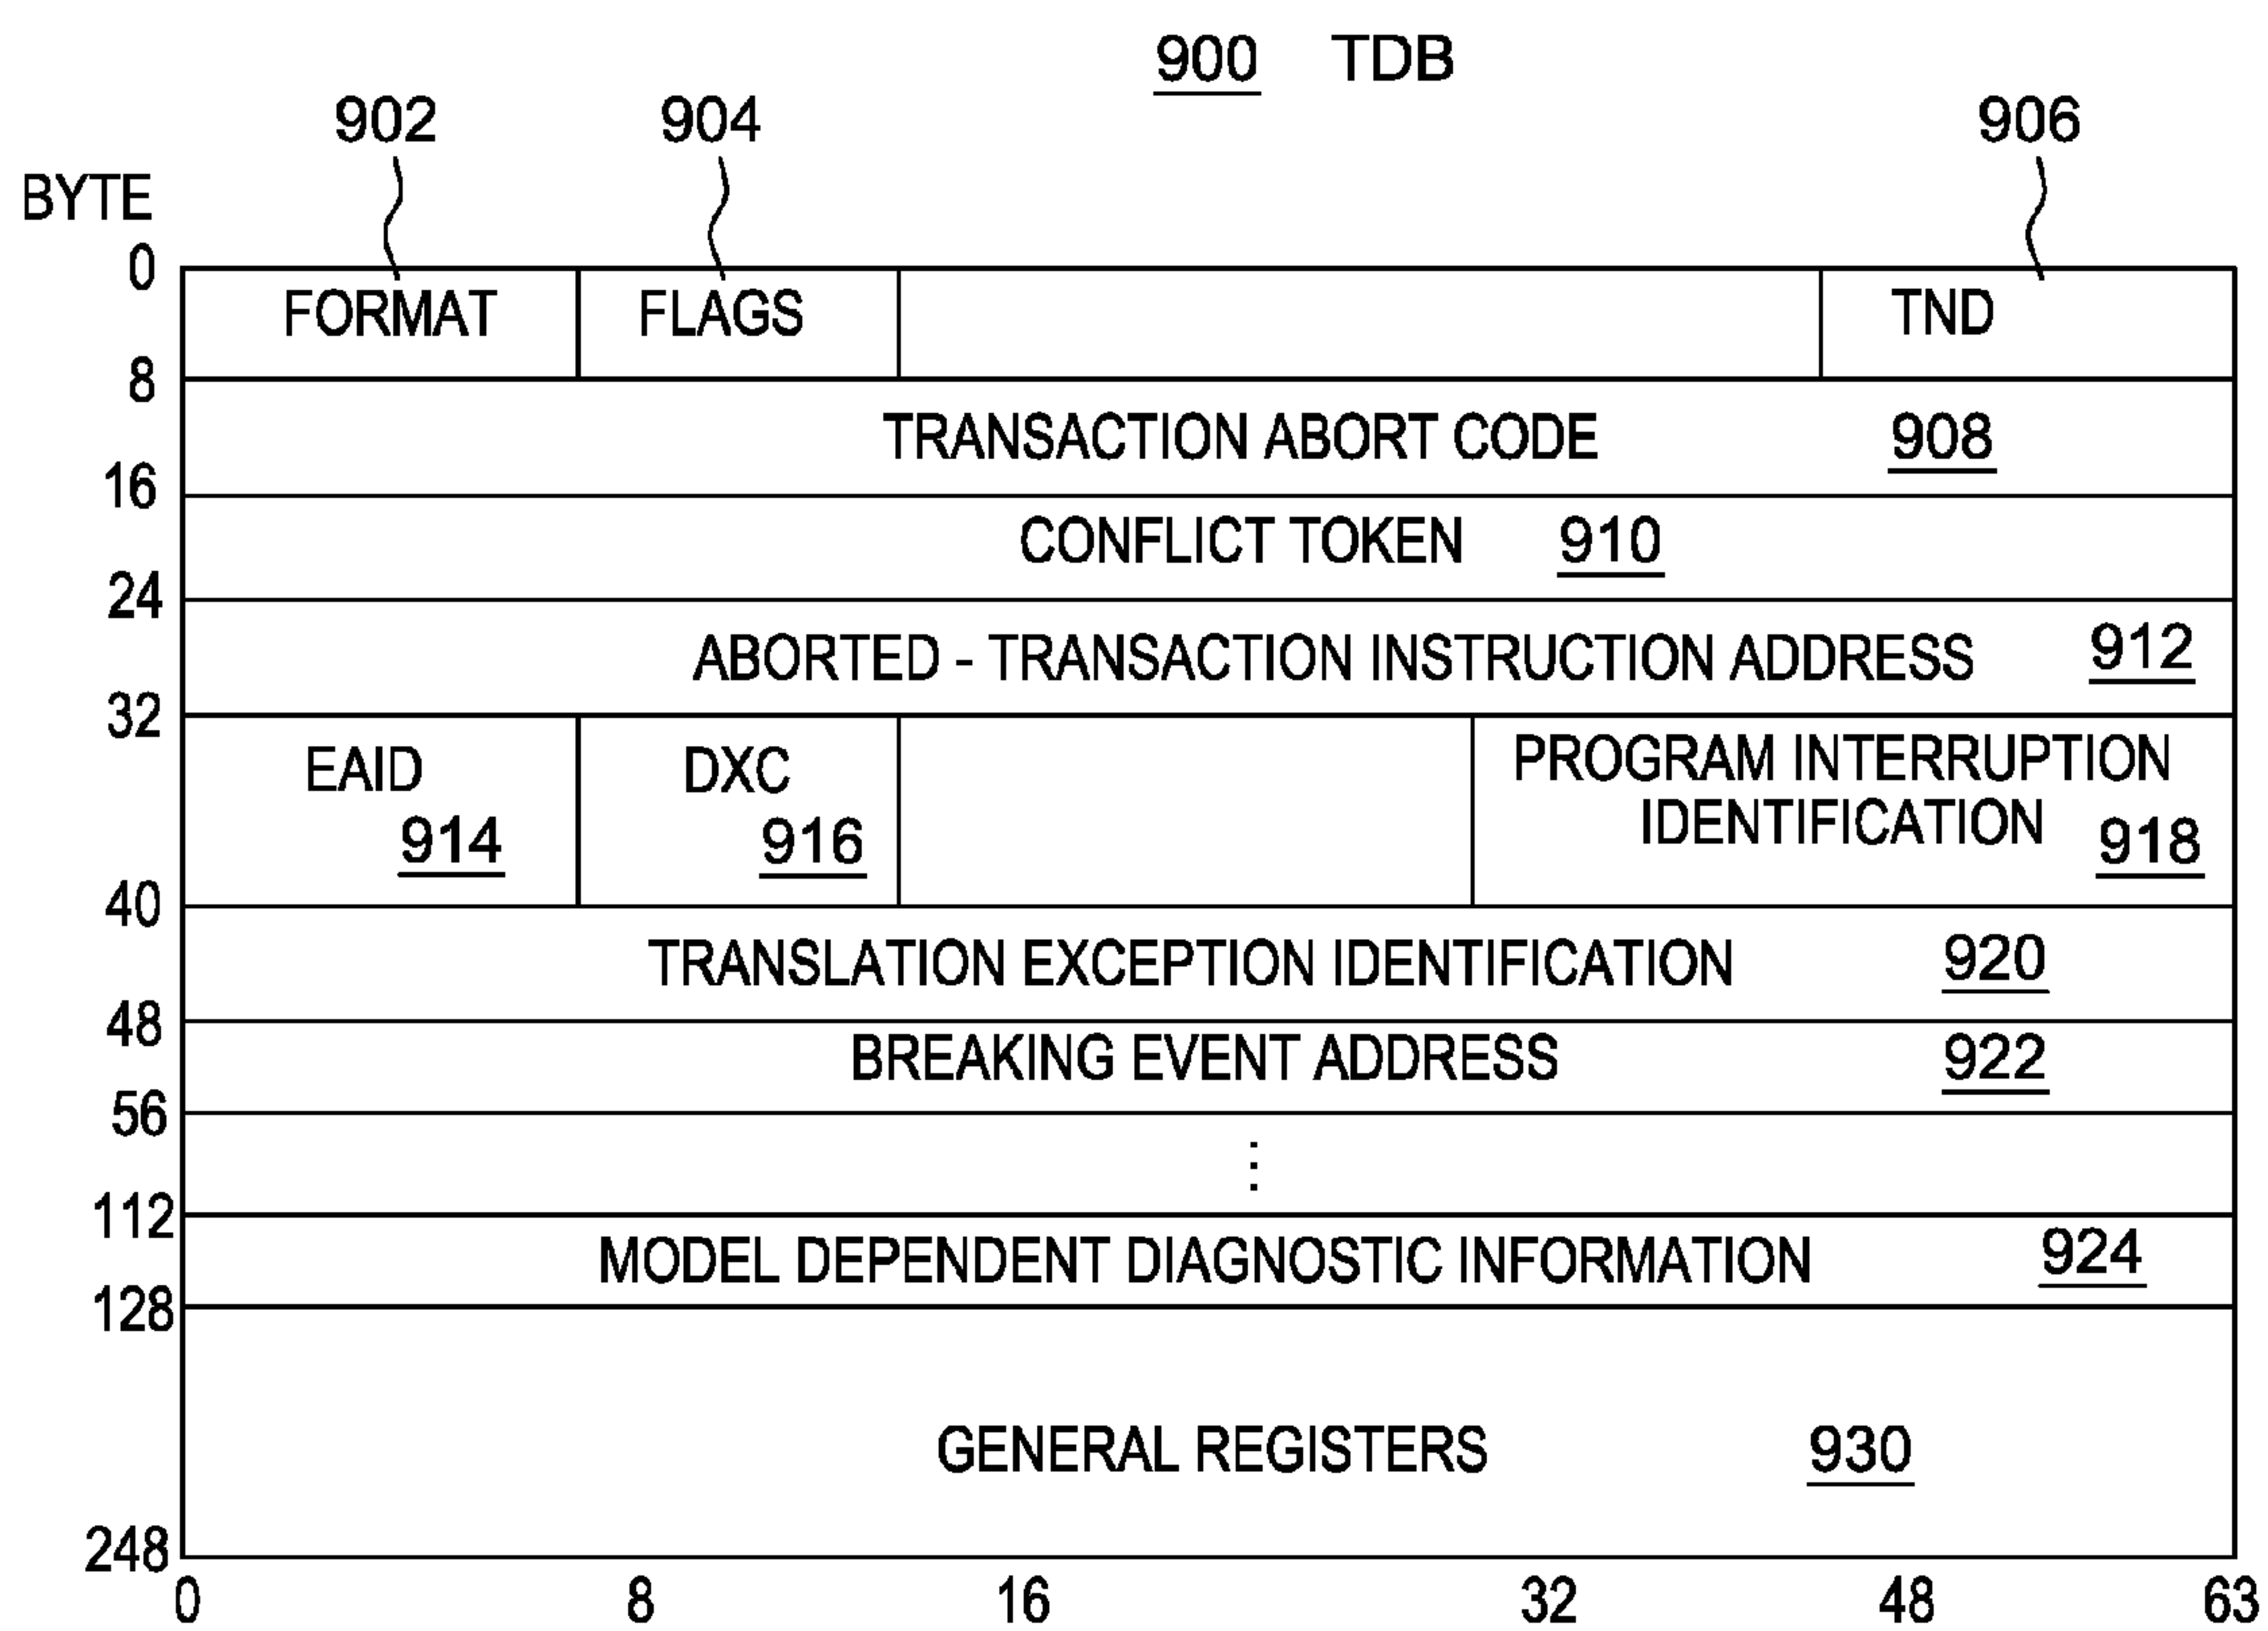 900 TDB
902 904 906
BYTE
0
FORMAT FLAGS TND
8
TRANSACTION ABORT CODE 908
16
CONFLICT TOKEN 910
24
ABORTED - TRANSACTION INSTRUCTION ADDRESS 912
32
EAID DXC PROGRAM INTERRUPTION
IDENTIFICATION
914 916 918
40
TRANSLATION EXCEPTION IDENTIFICATION 920
48
BREAKING EVENT ADDRESS 922
56
⋮
112
MODEL DEPENDENT DIAGNOSTIC INFORMATION 924
128
GENERAL REGISTERS 930
248
0 8 16 32 48 63